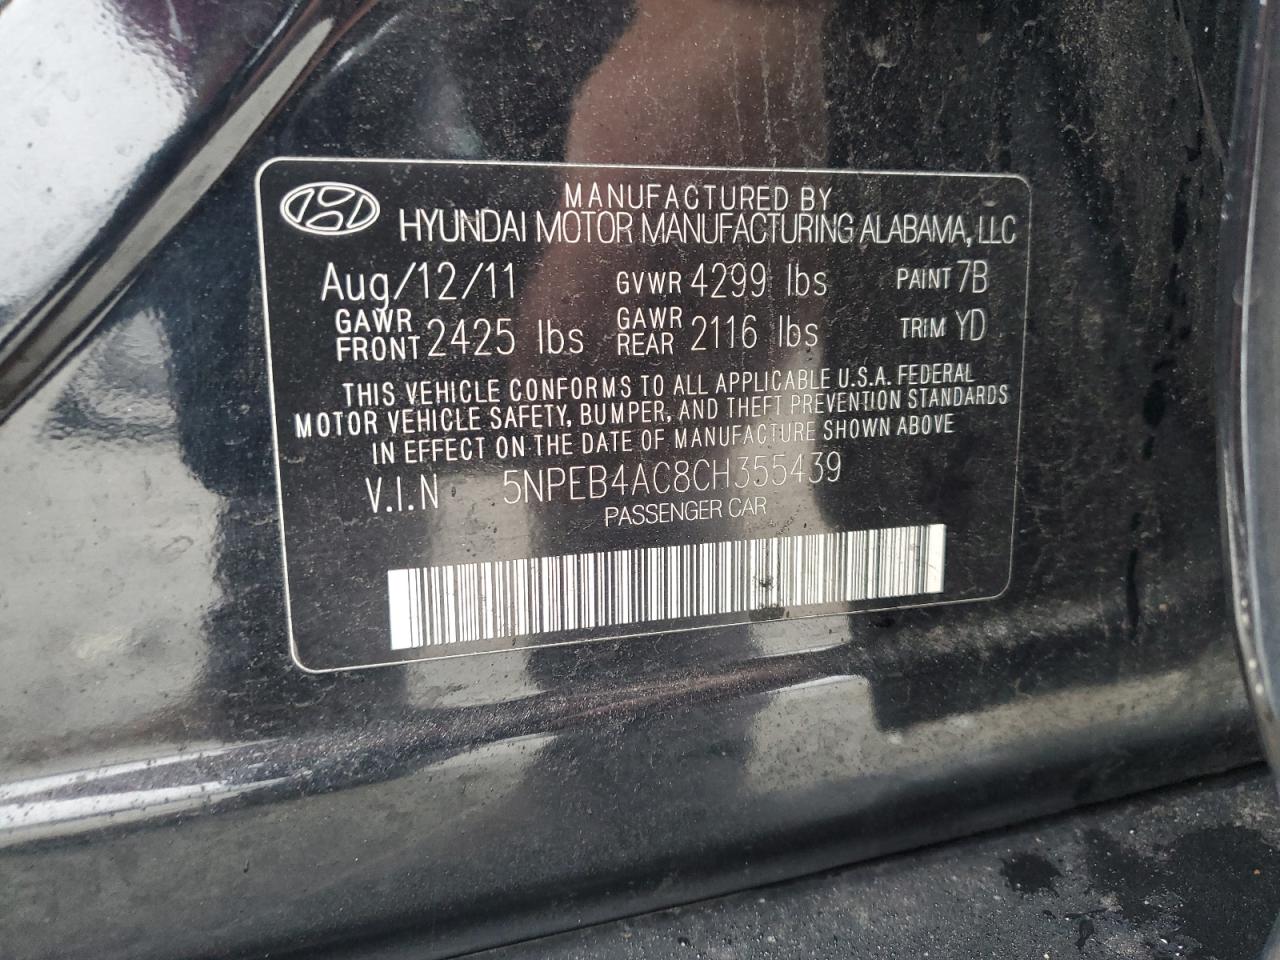 MANUFACTURED BY
HYUNDAI MOTOR MANUFACTURING ALABAMA, LLC
Aug/12/11 GVWR 4299 lbs PAINT 7B
GAWR FRONT 2425 lbs GAWR REAR 2116 lbs TRIM YD
THIS VEHICLE CONFORMS TO ALL APPLICABLE U.S.A. FEDERAL
MOTOR VEHICLE SAFETY, BUMPER, AND THEFT PREVENTION STANDARDS
IN EFFECT ON THE DATE OF MANUFACTURE SHOWN ABOVE
V.I.N 5NPEB4AC8CH355439
PASSENGER CAR